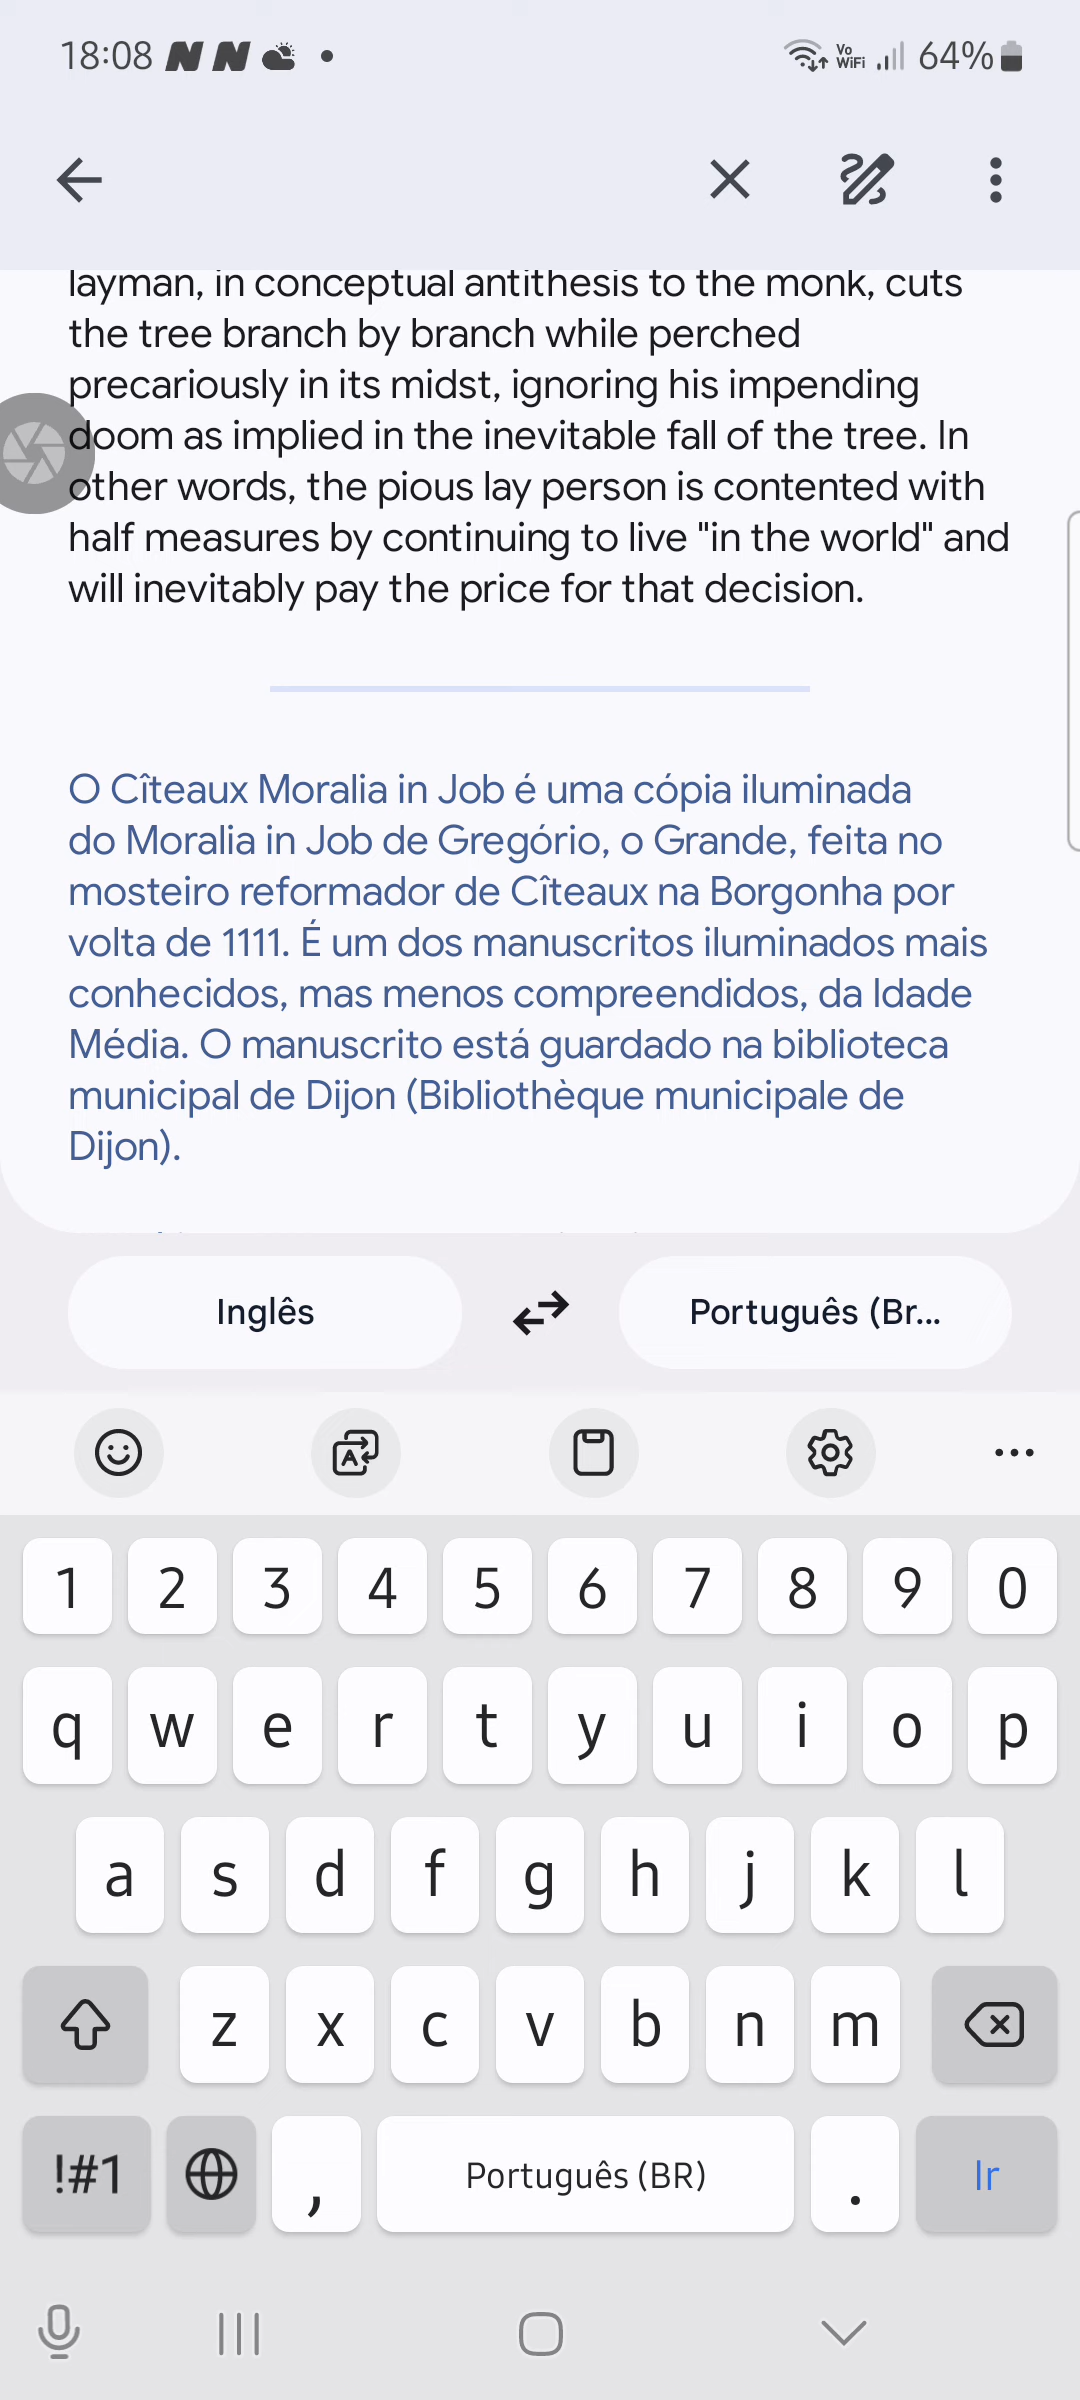 18:08
Vo
WiFi
64%
layman, in conceptual antithesis to the monk, cuts
the tree branch by branch while perched
precariously in its midst, ignoring his impending
doom as implied in the inevitable fall of the tree. In
other words, the pious lay person is contented with
half measures by continuing to live "in the world" and
will inevitably pay the price for that decision.
O Cîteaux Moralia in Job é uma cópia iluminada
do Moralia in Job de Gregório, o Grande, feita no
mosteiro reformador de Cîteaux na Borgonha por
volta de 1111. É um dos manuscritos iluminados mais
conhecidos, mas menos compreendidos, da Idade
Média. O manuscrito está guardado na biblioteca
municipal de Dijon (Bibliothèque municipale de
Dijon).
Inglês
Português (Br...
1 2 3 4 5 6 7 8 9 0
q w e r t y u i o p
a s d f g h j k l
z x c v b n m
!#1 , Português (BR) . Ir